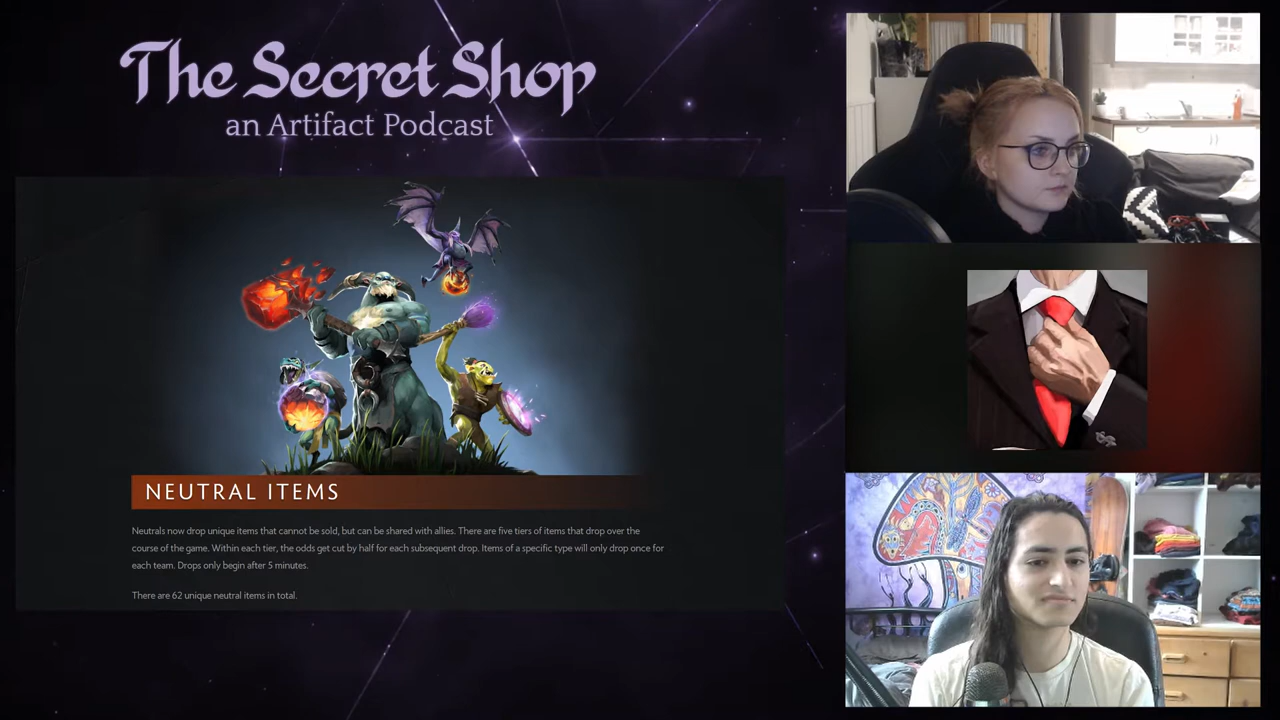 The Secret Shop
an Artifact Podcast
NEUTRAL ITEMS
Neutrals now drop unique items that cannot be sold, but can be shared with allies. There are five tiers of items that drop over the
course of the game. Within each tier, the odds get cut by half for each subsequent drop. Items of a specific type will only drop once for
each team. Drops only begin after 5 minutes.
There are 62 unique neutral items in total.